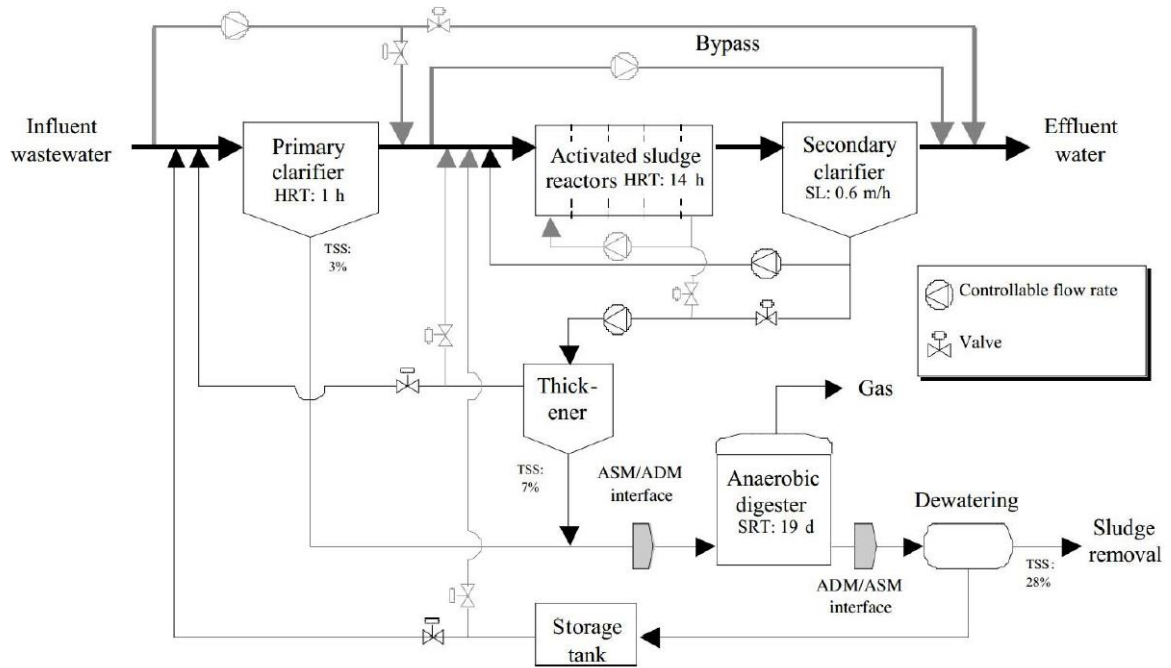 Bypass
Influent
wastewater
Primary
clarifier
HRT: 1 h
Activated sludge
reactors HRT: 14 h
Secondary
clarifier
SL: 0.6 m/h
Effluent
water
TSS:
3%
Controllable flow rate
Valve
Thick-
ener
Gas
TSS:
7%
ASM/ADM
interface
Anaerobic
digester
SRT: 19 d
Dewatering
Sludge
removal
TSS:
28%
ADM/ASM
interface
Storage
tank